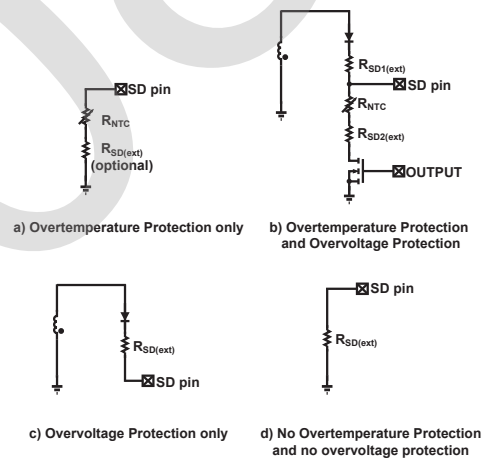 SD pin
RNTC
RSD(ext)
(optional)
a) Overtemperature Protection only
RSD1(ext)
SD pin
RNTC
RSD2(ext)
OUTPUT
b) Overtemperature Protection
and Overvoltage Protection
RSD(ext)
SD pin
c) Overvoltage Protection only
SD pin
RSD(ext)
d) No Overtemperature Protection
and no overvoltage protection